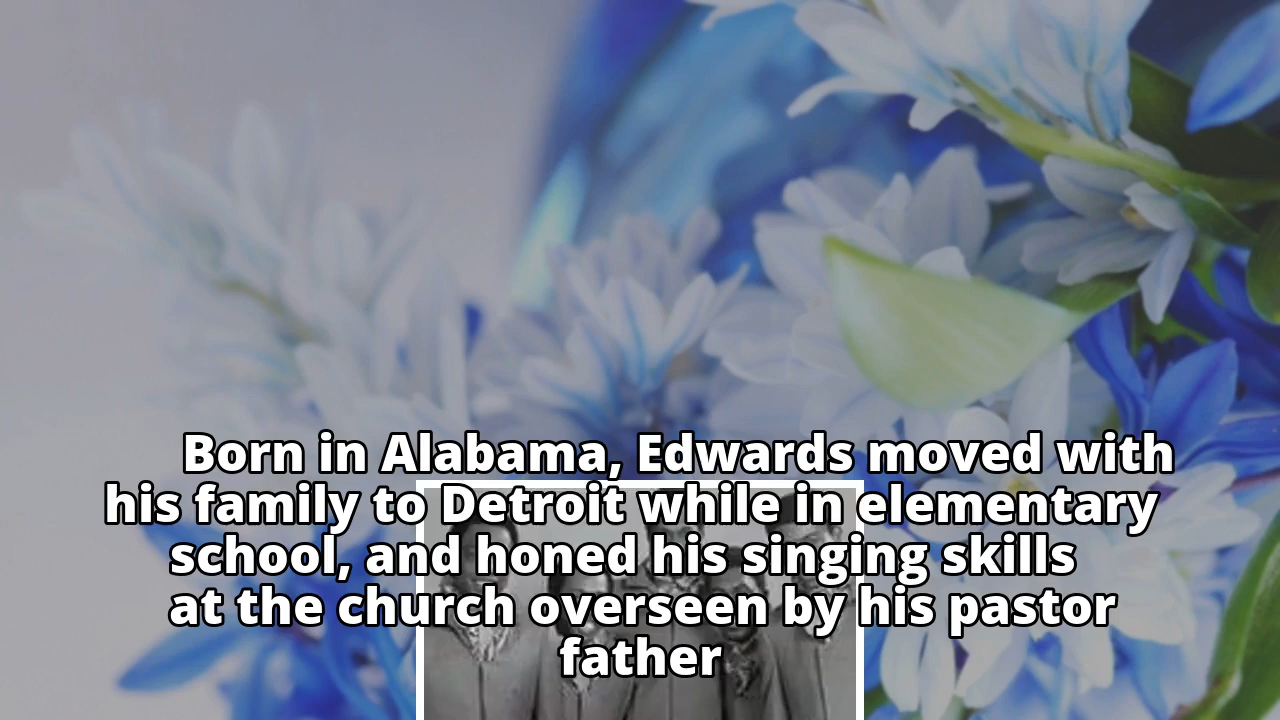 Born in Alabama, Edwards moved with
his family to Detroit while in elementary
school, and honed his singing skills
at the church overseen by his pastor
father